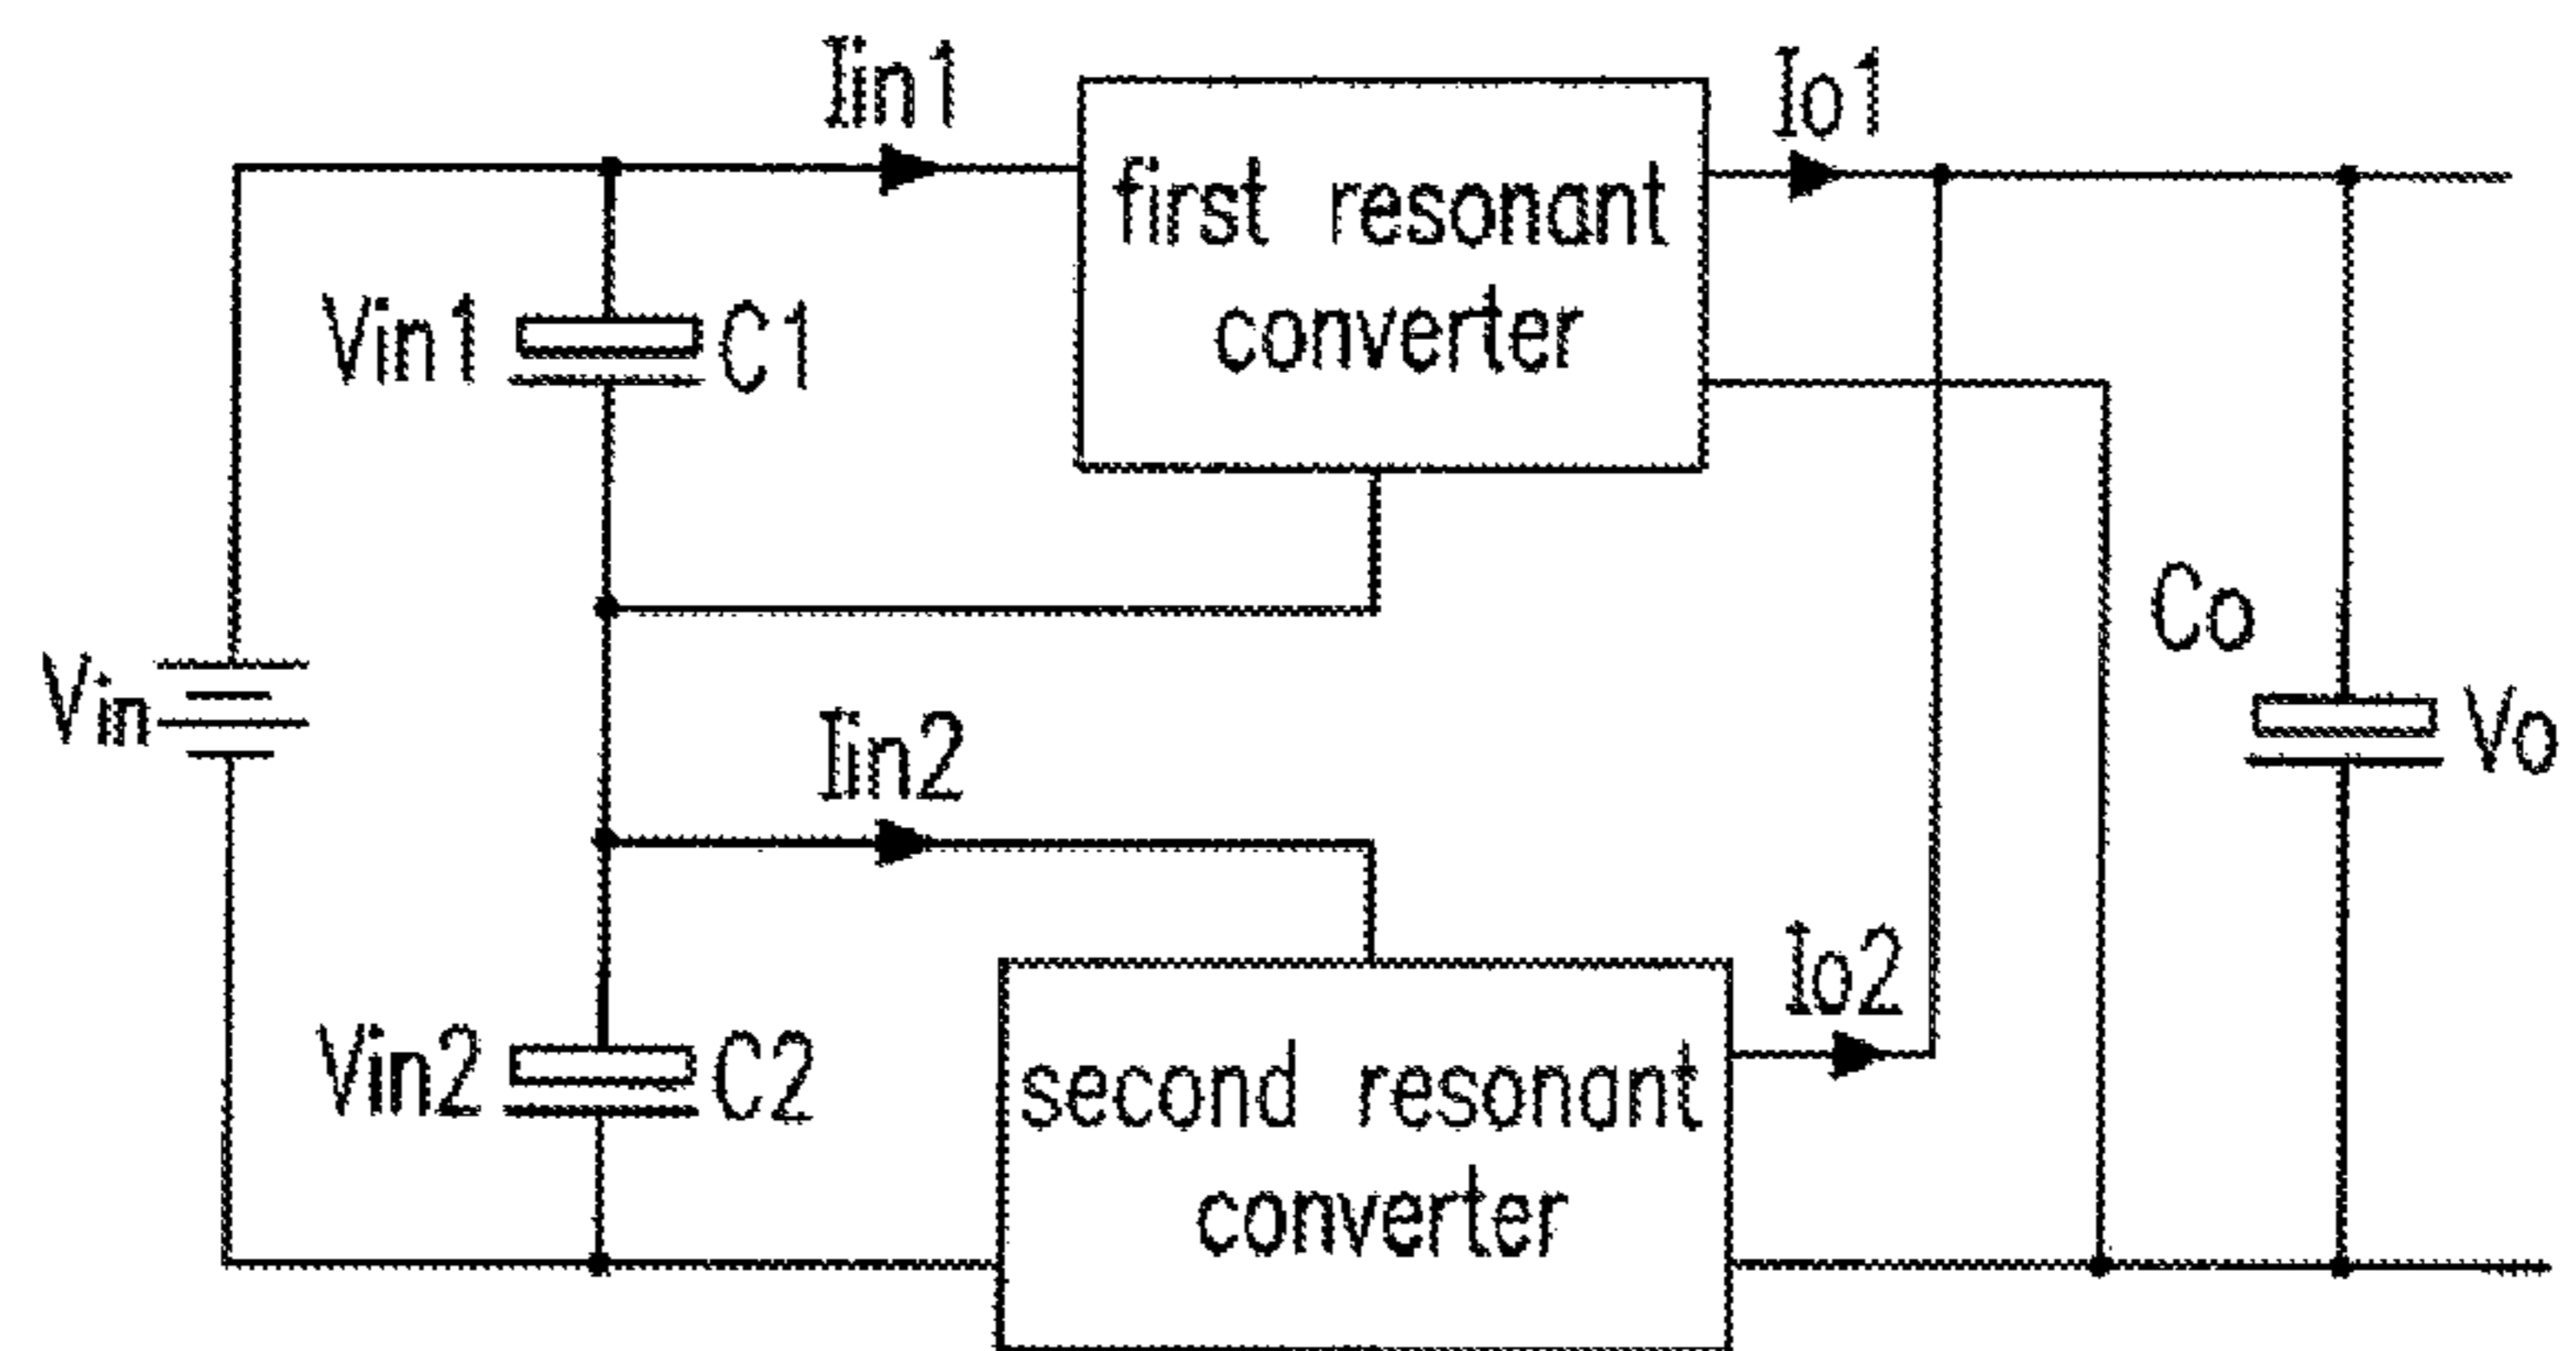 Iin1
Io1
first resonant
converter
Vin1
C1
Co
Vin
Vo
Iin2
Io2
Vin2
C2
second resonant
converter